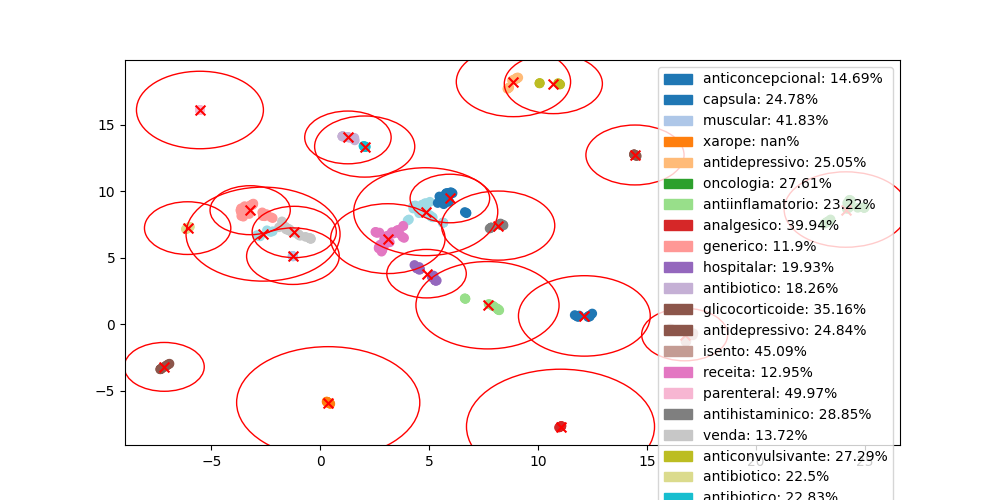 anticoncepcional: 14.69%
capsula: 24.78%
muscular: 41.83%
xarope: nan%
antidepressivo: 25.05%
oncologia: 27.61%
antiinflamatorio: 23.22%
analgesico: 39.94%
generico: 11.9%
hospitalar: 19.93%
antibiotico: 18.26%
glicocorticoide: 35.16%
antidepressivo: 24.84%
isento: 45.09%
receita: 12.95%
parenteral: 49.97%
antihistaminico: 28.85%
venda: 13.72%
anticonvulsivante: 27.29%
antibiotico: 22.5%
antibiotico: 22.83%
15
10
5
0
−5
−5 0 5 10 15 20 25